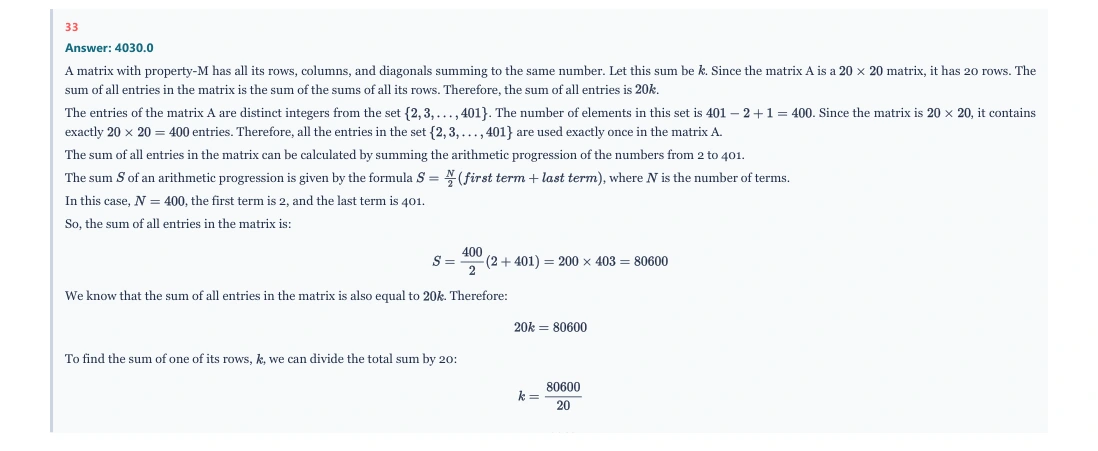 33
Answer: 4030.0
A matrix with property-M has all its rows, columns, and diagonals summing to the same number. Let this sum be k. Since the matrix A is a 20 × 20 matrix, it has 20 rows. The
sum of all entries in the matrix is the sum of the sums of all its rows. Therefore, the sum of all entries is 20k.
The entries of the matrix A are distinct integers from the set {2, 3, . . . , 401}. The number of elements in this set is 401 − 2 + 1 = 400. Since the matrix is 20 × 20, it contains
exactly 20 × 20 = 400 entries. Therefore, all the entries in the set {2, 3, . . . , 401} are used exactly once in the matrix A.
The sum of all entries in the matrix can be calculated by summing the arithmetic progression of the numbers from 2 to 401.
The sum S of an arithmetic progression is given by the formula S = N/2 (first term + last term), where N is the number of terms.
In this case, N = 400, the first term is 2, and the last term is 401.
So, the sum of all entries in the matrix is:
S = 400/2 (2 + 401) = 200 × 403 = 80600
We know that the sum of all entries in the matrix is also equal to 20k. Therefore:
20k = 80600
To find the sum of one of its rows, k, we can divide the total sum by 20:
k = 80600/20